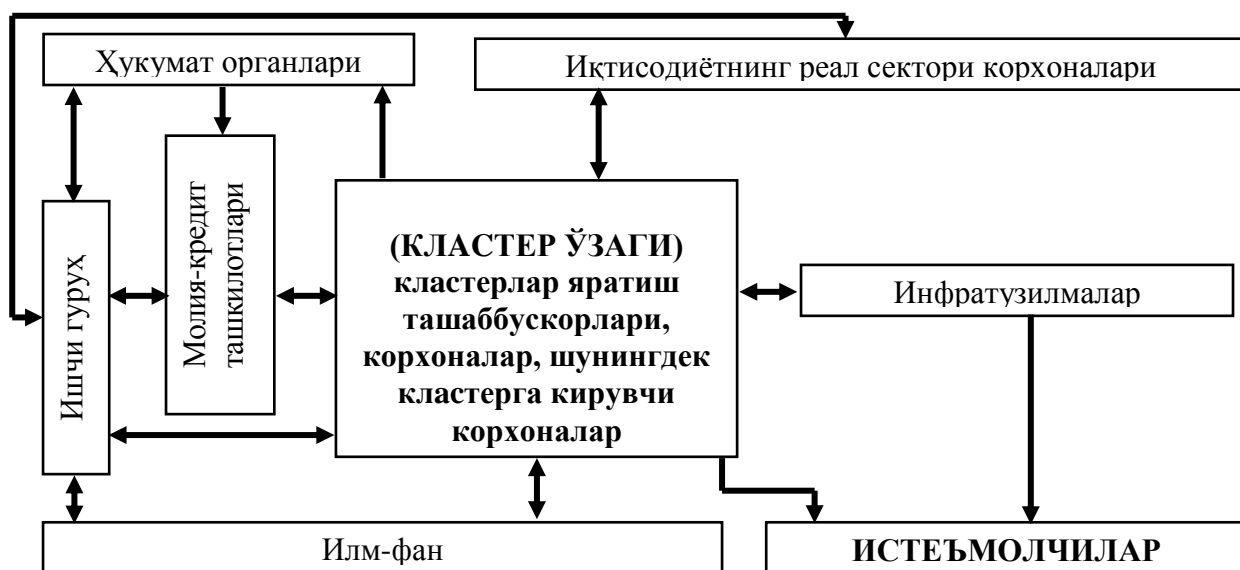 Ҳукумат органлари
Иқтисодиётнинг реал сектори корхоналари
Ишчи гуруҳ
Молия-кредит
ташкилотлари
(КЛАСТЕР ЎЗАГИ)
кластерлар яратиш
ташаббускорлари,
корхоналар, шунингдек
кластерга кирувчи
корхоналар
Инфратузилмалар
Илм-фан
ИСТЕЪМОЛЧИЛАР